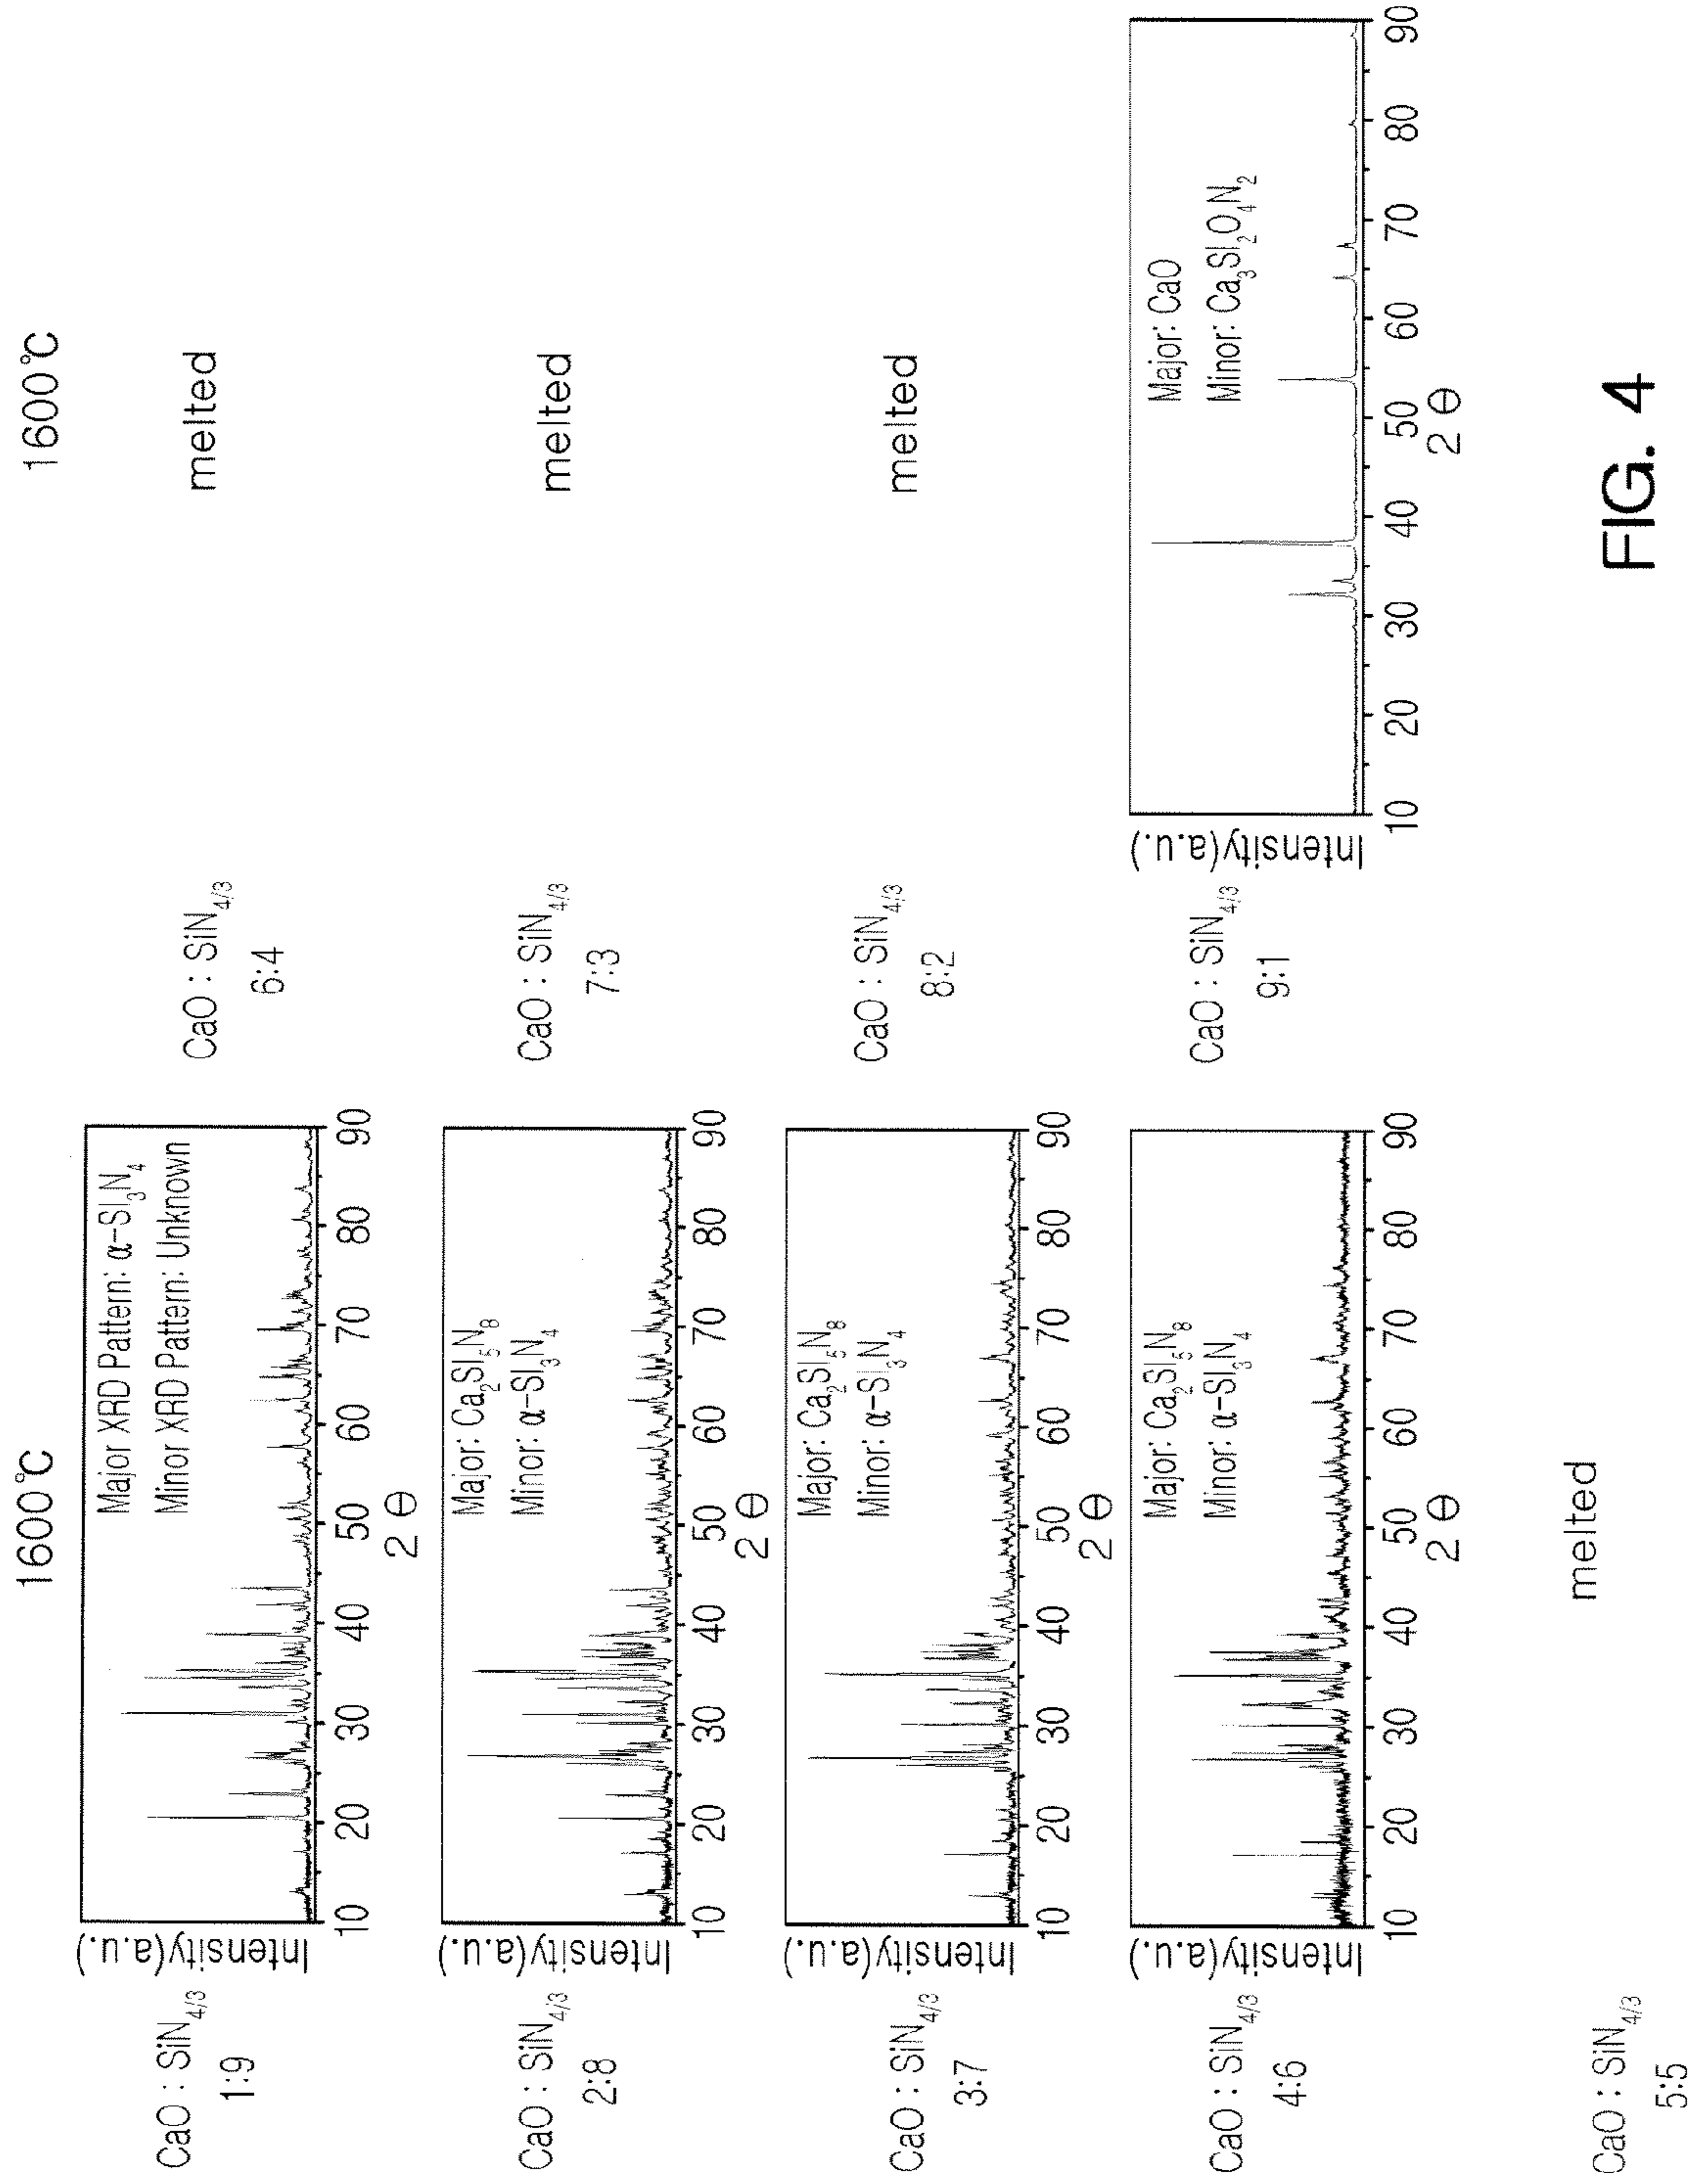 1600℃
CaO : SiN4/3
1:9
Intensity(a.u.)
Major XRD Pattern: α-SI3N4
Minor XRD Pattern: Unknown
10 20 30 40 50 60 70 80 90
2 Θ
CaO : SiN4/3
2:8
Intensity(a.u.)
Major: Ca2SI5N8
Minor: α-SI3N4
10 20 30 40 50 60 70 80 90
2 Θ
CaO : SiN4/3
3:7
Intensity(a.u.)
Major: Ca2SI5N8
Minor: α-SI3N4
10 20 30 40 50 60 70 80 90
2 Θ
CaO : SiN4/3
4:6
Intensity(a.u.)
Major: Ca2SI5N8
Minor: α-SI3N4
10 20 30 40 50 60 70 80 90
2 Θ
CaO : SiN4/3
5:5
melted
1600℃
CaO : SiN4/3
6:4
melted
CaO : SiN4/3
7:3
melted
CaO : SiN4/3
8:2
melted
CaO : SiN4/3
9:1
Intensity(a.u.)
Major: CaO
Minor: Ca3SI2O4N2
10 20 30 40 50 60 70 80 90
2 Θ
FIG. 4